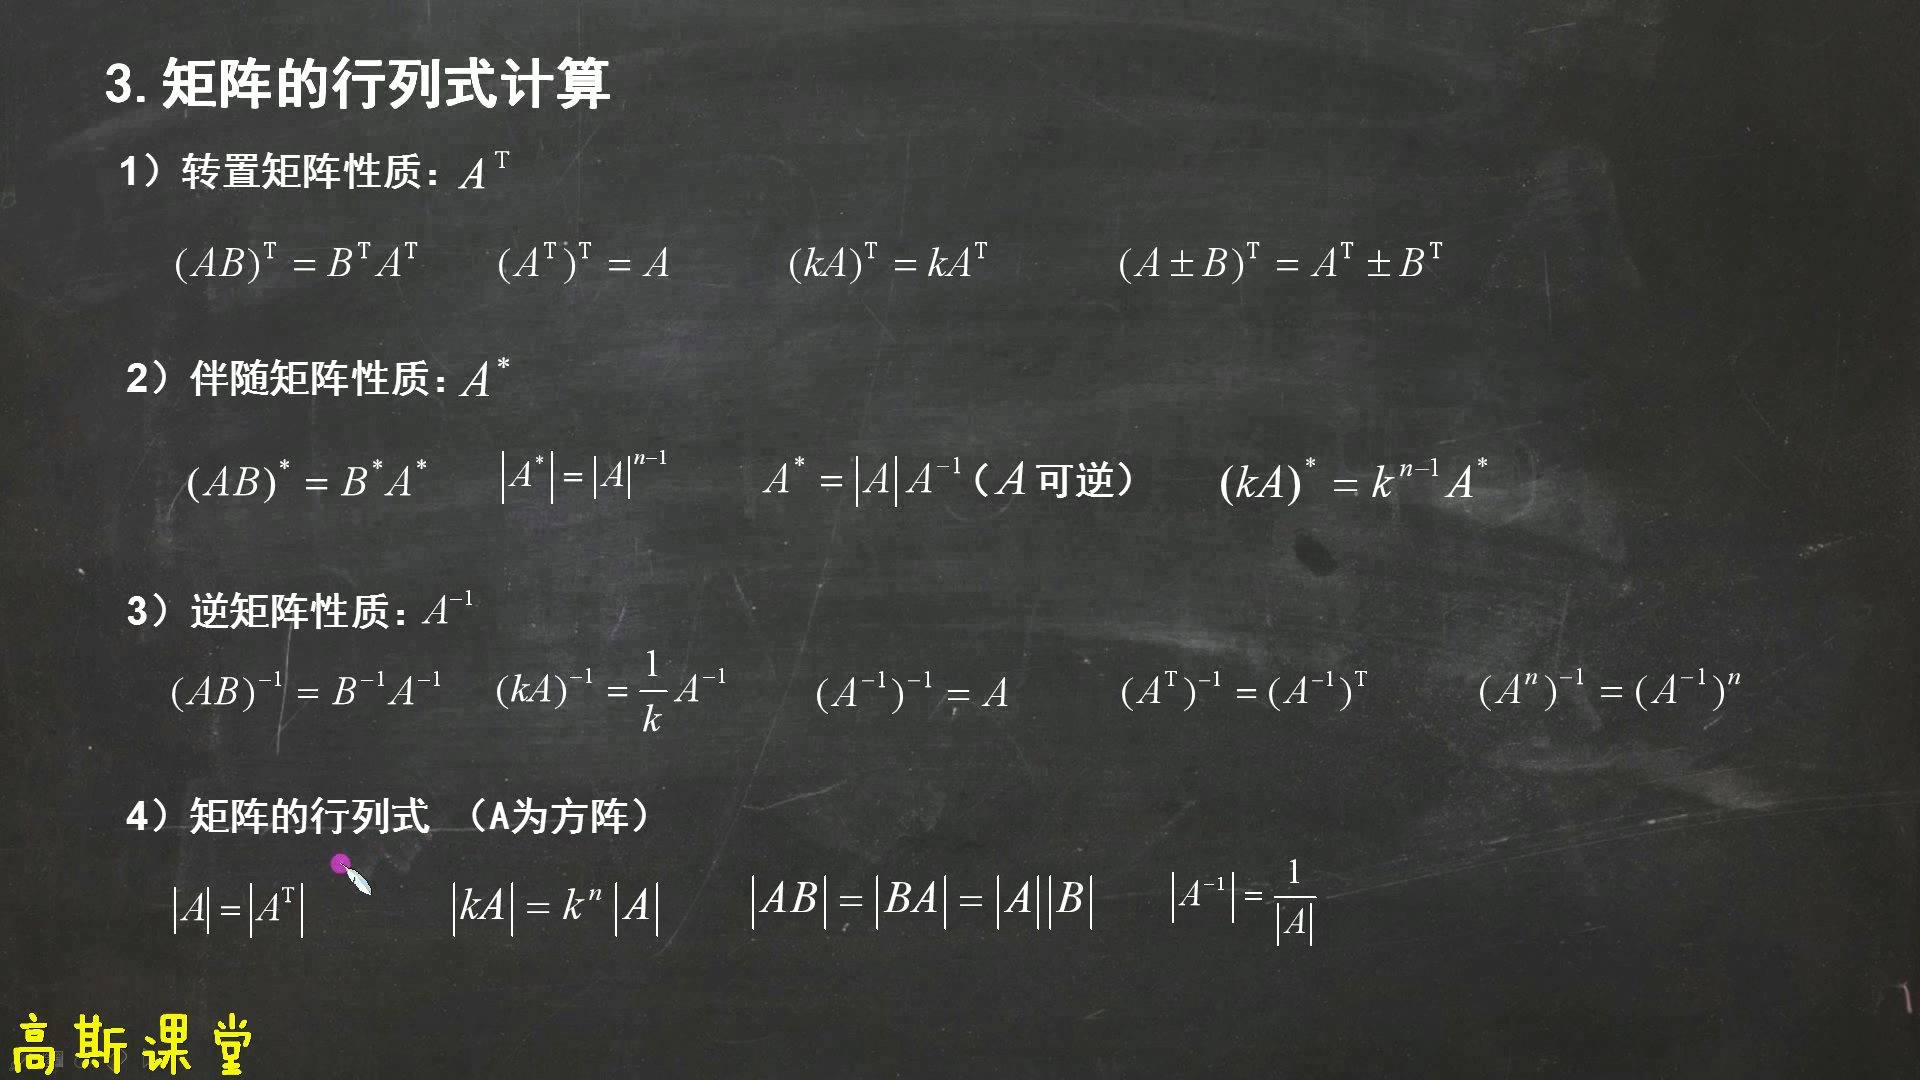 3. 矩阵的行列式计算
1）转置矩阵性质：A^T
(AB)^T = B^T A^T (A^T)^T = A (kA)^T = kA^T (A ± B)^T = A^T ± B^T
2）伴随矩阵性质：A^*
(AB)^* = B^* A^* |A^*| = |A|^{n-1} A^* = |A| A^{-1}（A 可逆） (kA)^* = k^{n-1} A^*
3）逆矩阵性质：A^{-1}
(AB)^{-1} = B^{-1} A^{-1} (kA)^{-1} = \frac{1}{k} A^{-1} (A^{-1})^{-1} = A (A^T)^{-1} = (A^{-1})^T (A^n)^{-1} = (A^{-1})^n
4）矩阵的行列式 （A为方阵）
|A| = |A^T| |kA| = k^n |A| |AB| = |BA| = |A||B| |A^{-1}| = \frac{1}{|A|}
高斯课堂